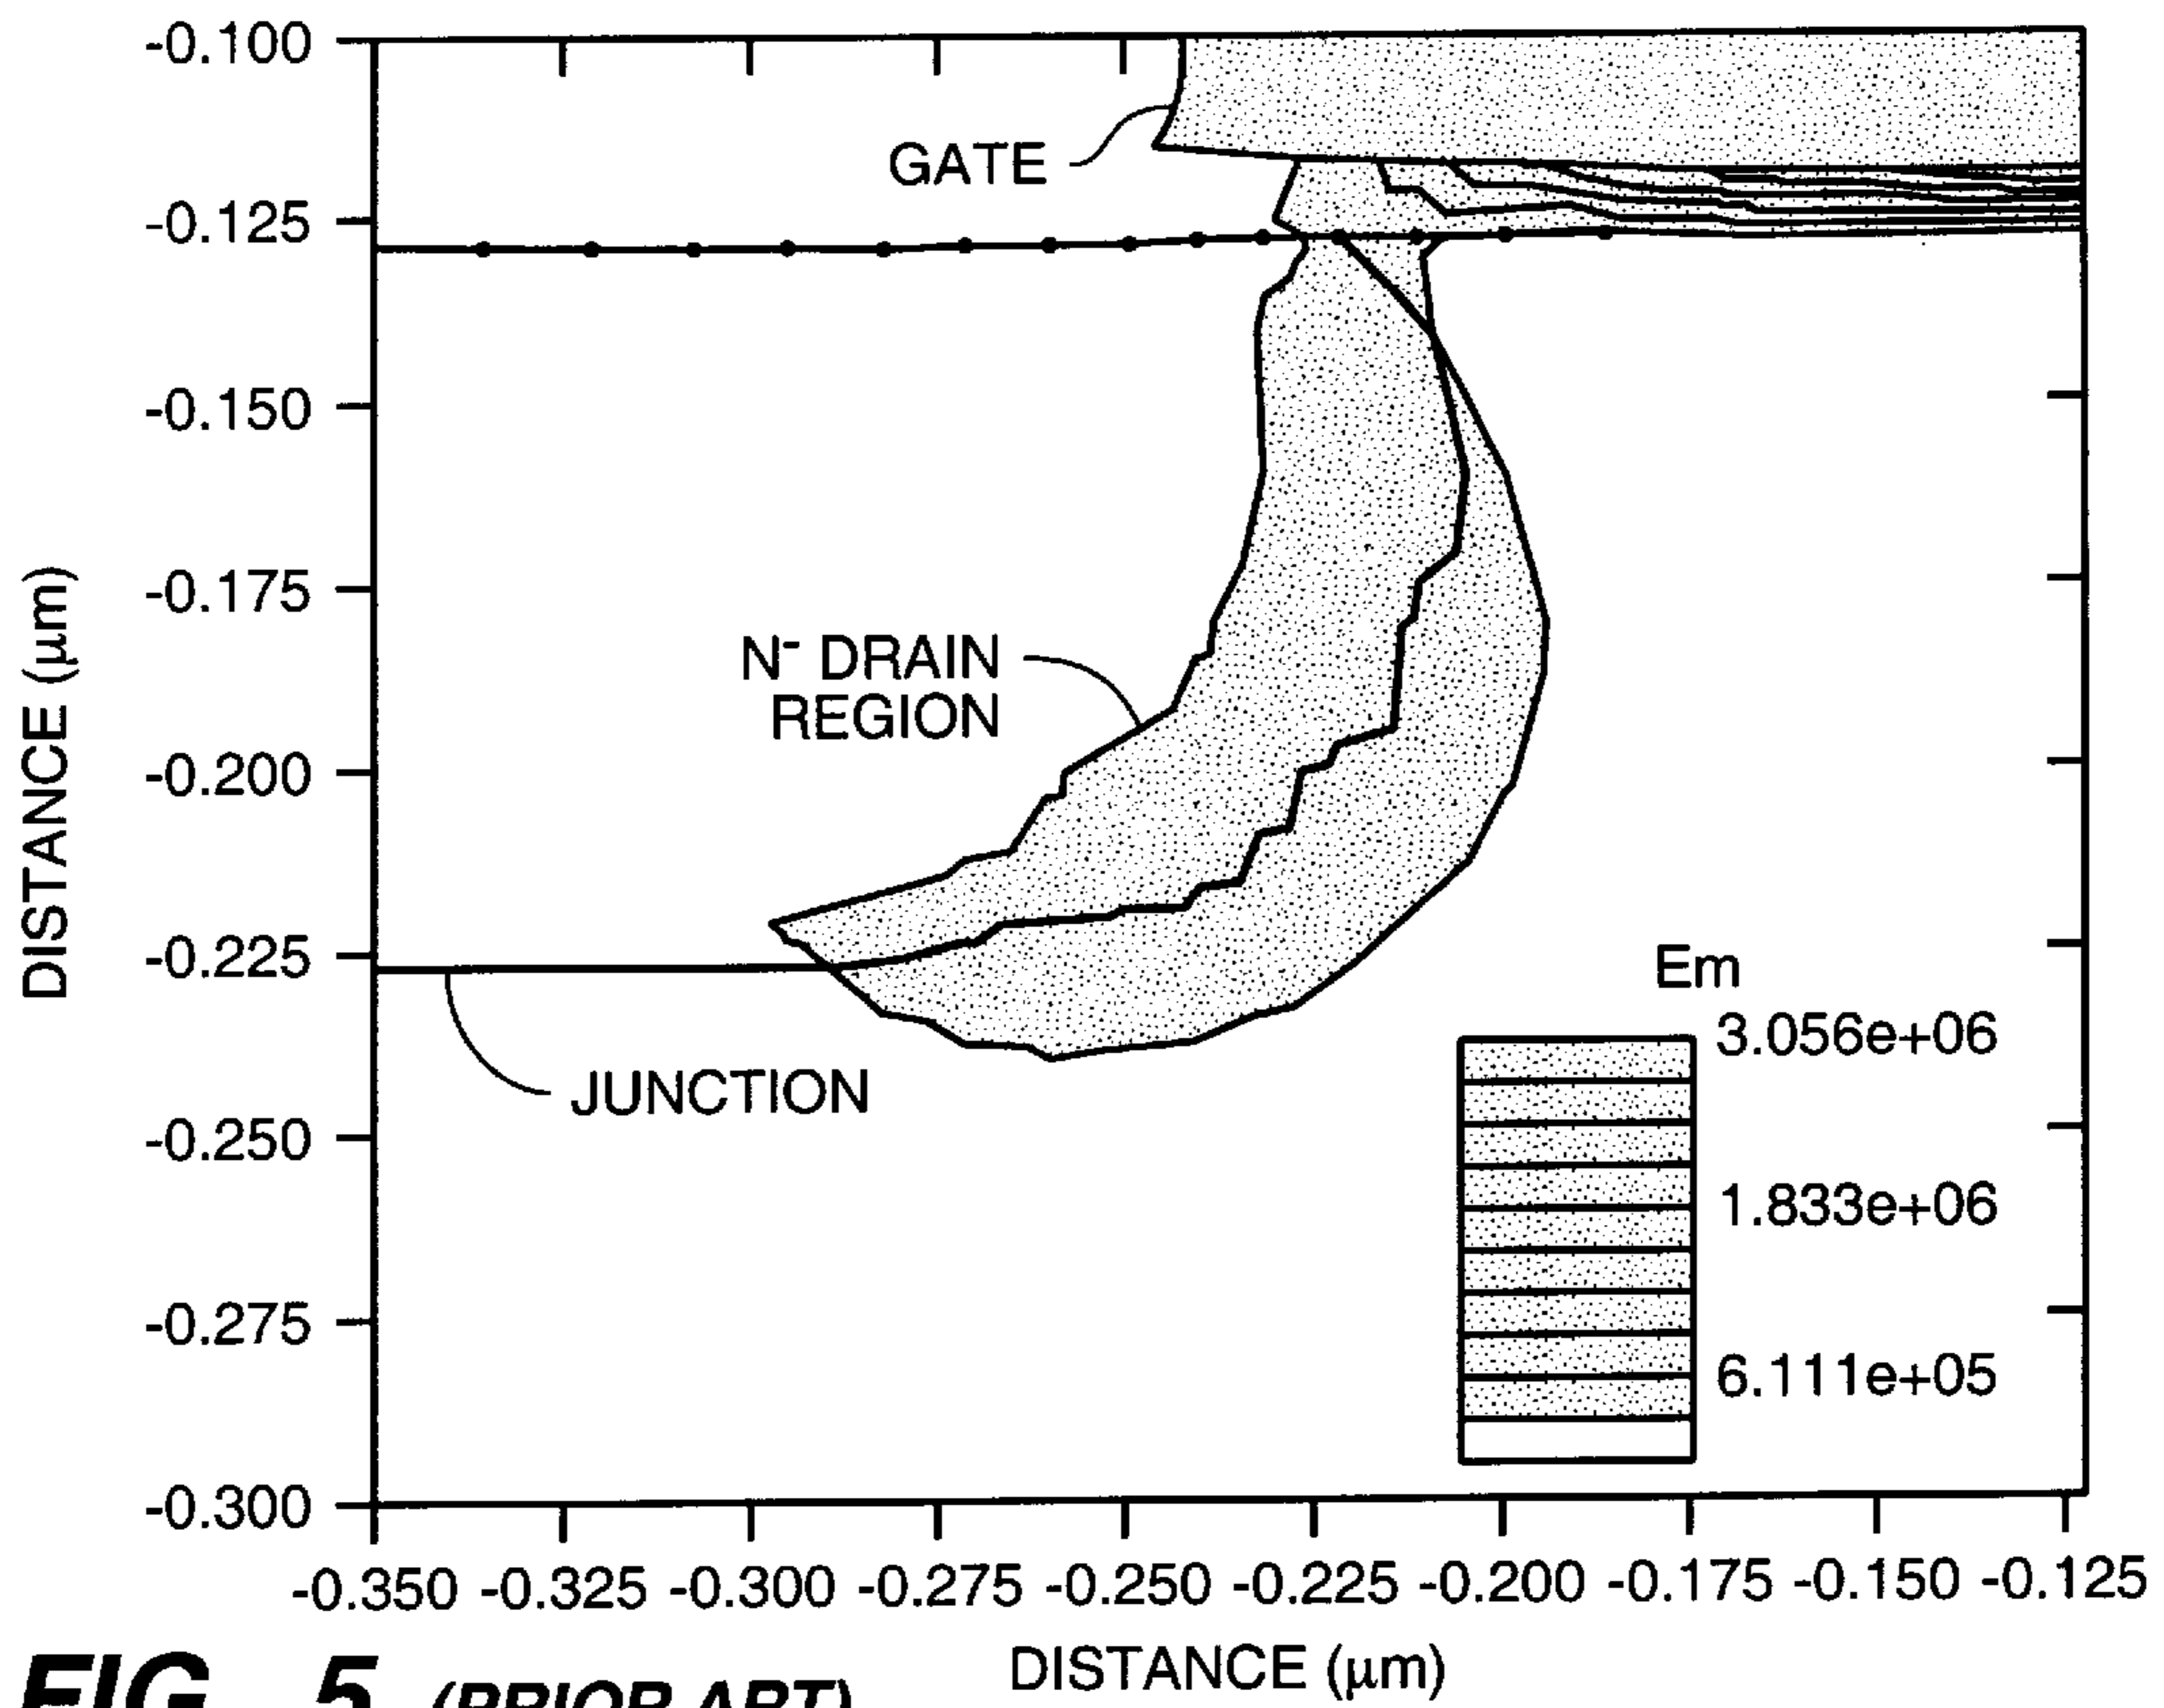 -0.100
GATE
-0.125
-0.150
-0.175
N- DRAIN
REGION
-0.200
-0.225
Em
3.056e+06
JUNCTION
-0.250
1.833e+06
-0.275
6.111e+05
-0.300
DISTANCE (μm)
-0.350 -0.325 -0.300 -0.275 -0.250 -0.225 -0.200 -0.175 -0.150 -0.125
DISTANCE (μm)
FIG. 5 (PRIOR ART)